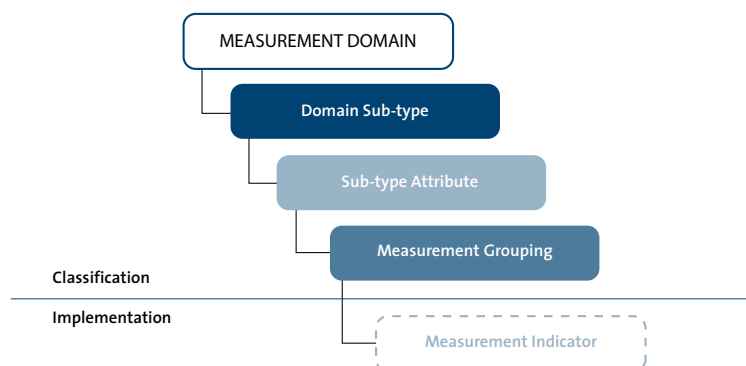 MEASUREMENT DOMAIN
Domain Sub-type
Sub-type Attribute
Measurement Grouping
Classification
Implementation
Measurement Indicator